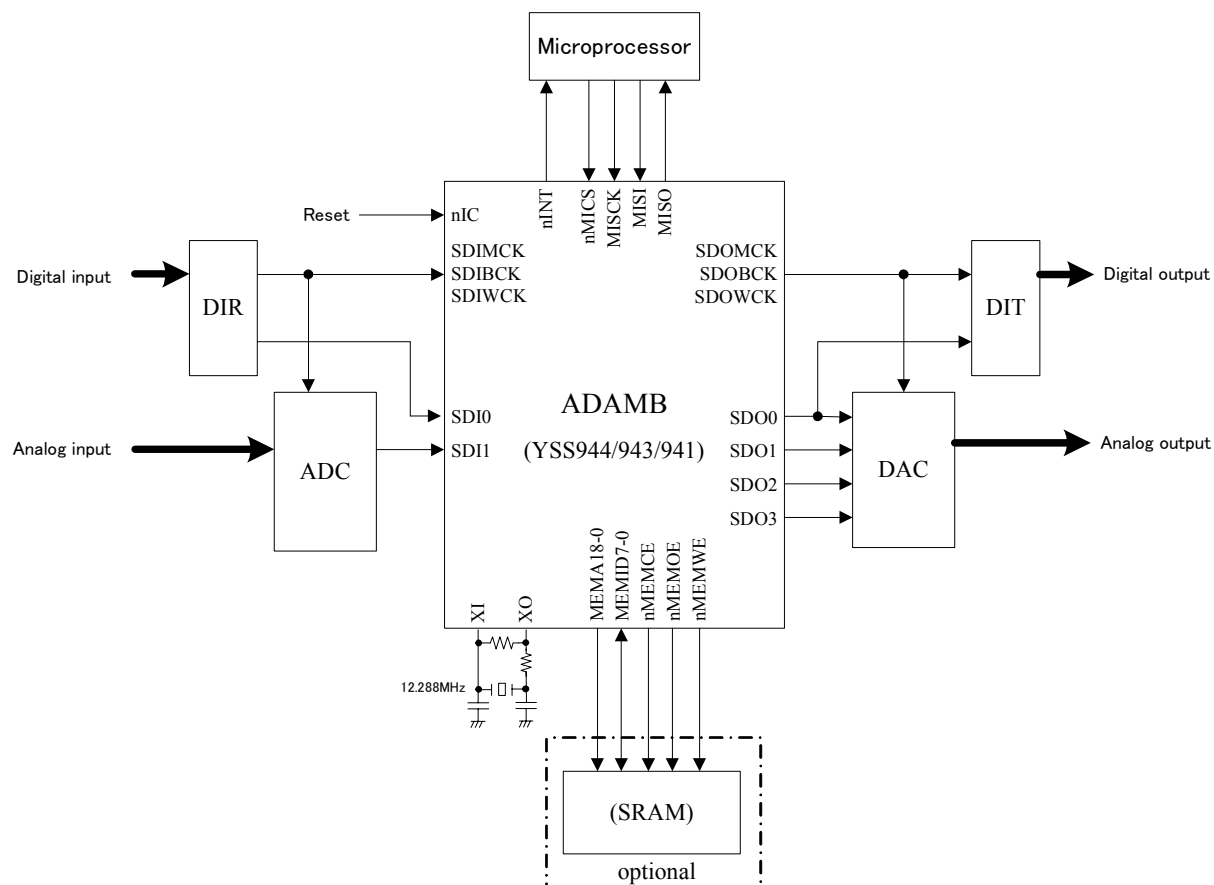 Microprocessor
nINT
nMICS
MISCK
MISI
MISO
Reset
nIC
SDIMCK
SDIBCK
SDIWCK
SDOMCK
SDOBCK
SDOWCK
Digital input
DIR
DIT
Digital output
ADAMB
(YSS944/943/941)
SDI0
SDI1
SDO0
SDO1
SDO2
SDO3
Analog input
ADC
DAC
Analog output
XI
XO
MEMA18-0
MEMID7-0
nMEMCE
nMEMOE
nMEMWE
12.288MHz
(SRAM)
optional